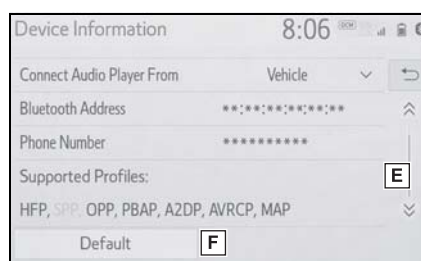 Device Information 8:06 DCM
Connect Audio Player From Vehicle
Bluetooth Address **:**:**:**:**:**
Phone Number **********
Supported Profiles:
E
HFP, SPP, OPP, PBAP, A2DP, AVRCP, MAP
Default F